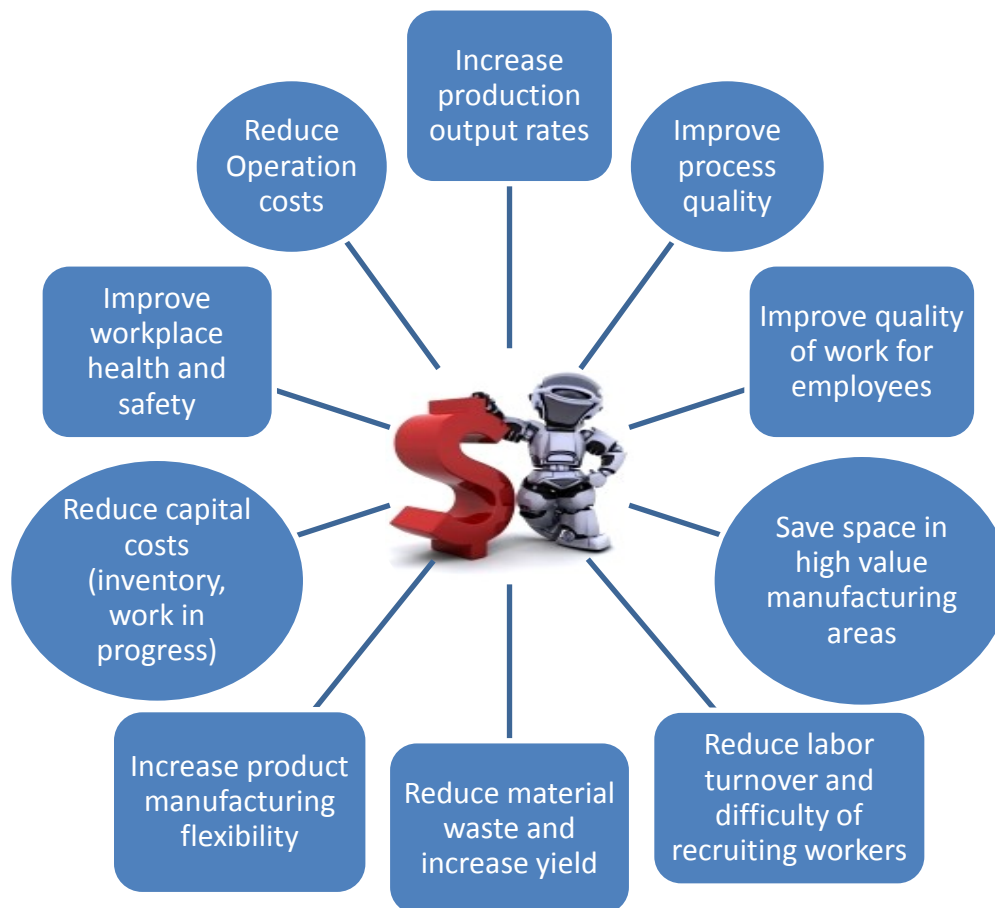 Increase
production
output rates
Improve
process
quality
Improve quality
of work for
employees
Save space in
high value
manufacturing
areas
Reduce labor
turnover and
difficulty of
recruiting workers
Reduce material
waste and
increase yield
Increase product
manufacturing
flexibility
Reduce capital
costs
(inventory,
work in
progress)
Improve
workplace
health and
safety
Reduce
Operation
costs